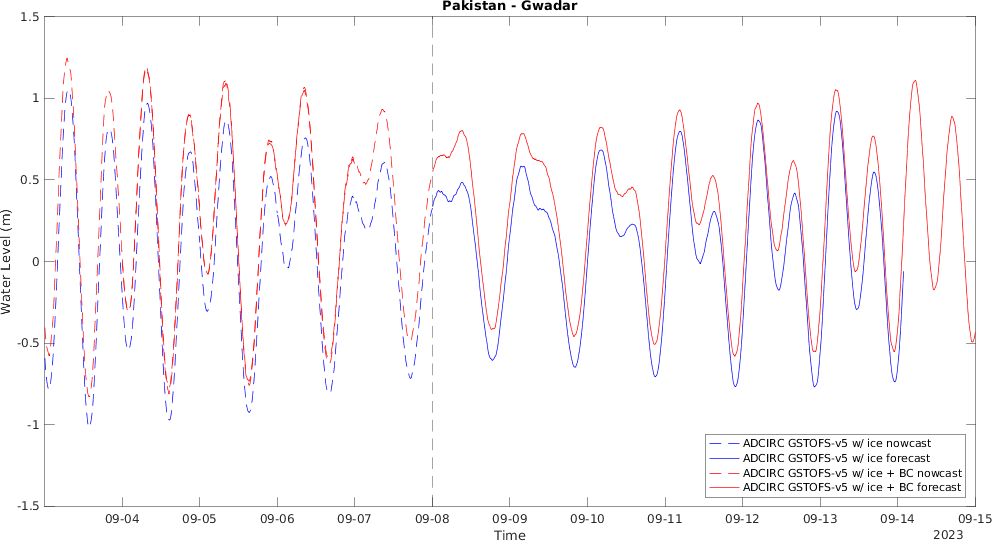 Pakistan - Gwadar
1.5
1
0.5
0
-0.5
-1
-1.5
Water Level (m)
09-04
09-05
09-06
09-07
09-08
09-09
09-10
09-11
09-12
09-13
09-14
09-15
Time
2023
ADCIRC GSTOFS-v5 w/ ice nowcast
ADCIRC GSTOFS-v5 w/ ice forecast
ADCIRC GSTOFS-v5 w/ ice + BC nowcast
ADCIRC GSTOFS-v5 w/ ice + BC forecast